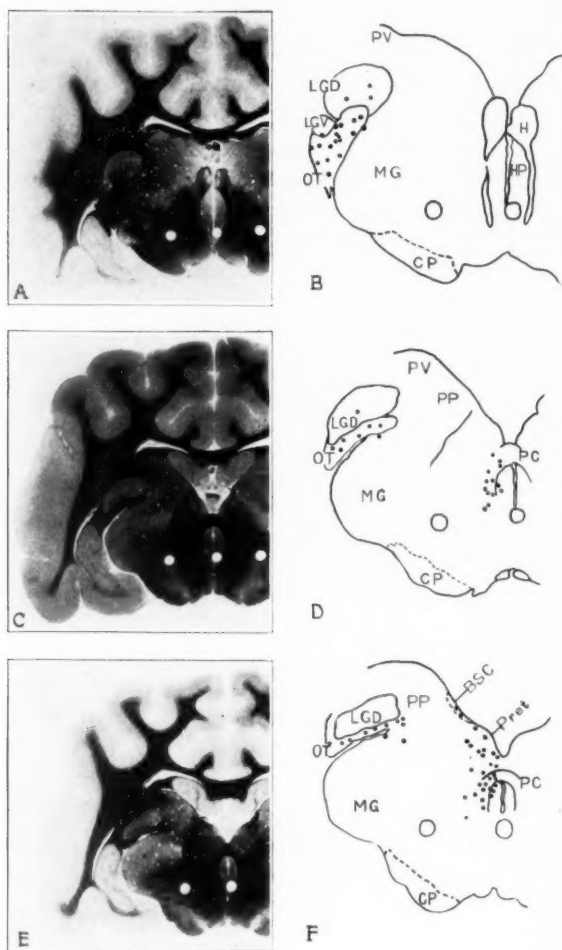 A
PV
LGD
LGV
OT
MG
H
HP
CP
B
C
PV
PP
LGD
OT
PC
MG
CP
D
E
BSC
PP
Pret
LGD
OT
PC
MG
CP
F